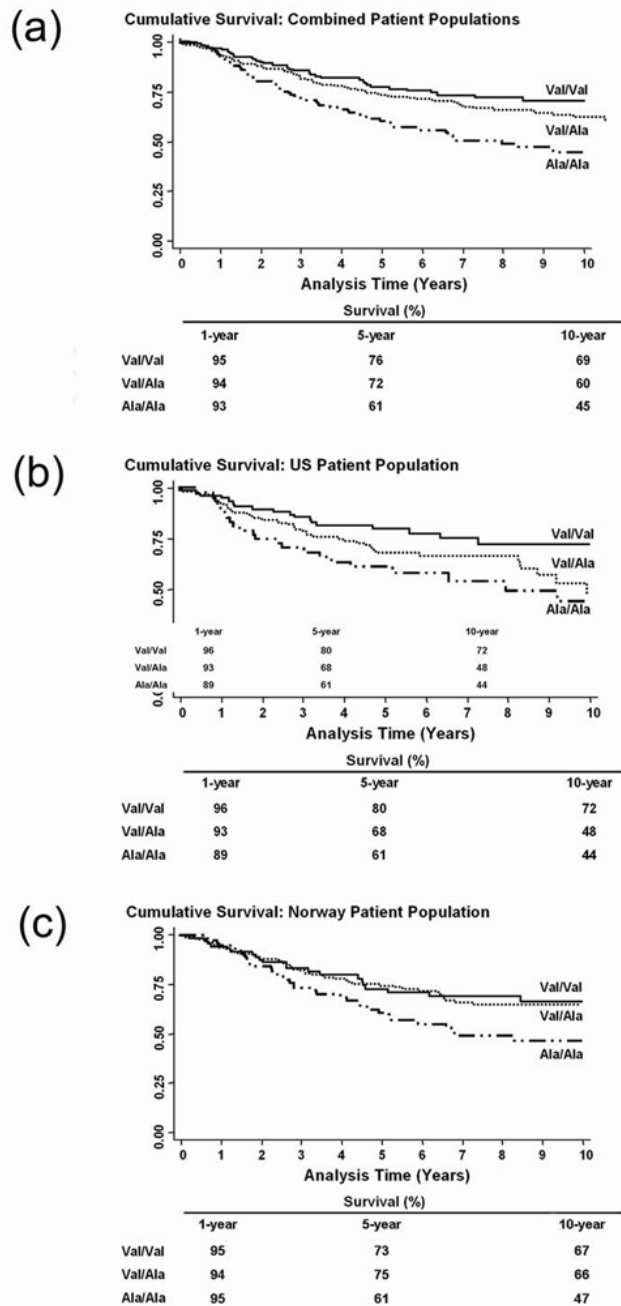 (a)
Cumulative Survival: Combined Patient Populations
1.00
0.75
0.50
0.25
0.00
Val/Val
Val/Ala
Ala/Ala
0 1 2 3 4 5 6 7 8 9 10
Analysis Time (Years)
Survival (%)
1-year 5-year 10-year
Val/Val 95 76 69
Val/Ala 94 72 60
Ala/Ala 93 61 45
(b)
Cumulative Survival: US Patient Population
1.00
0.75
0.50
Val/Val
Val/Ala
Ala/Ala
1-year 5-year 10-year
Val/Val 96 80 72
Val/Ala 93 68 48
Ala/Ala 89 61 44
0 1 2 3 4 5 6 7 8 9 10
Analysis Time (Years)
Survival (%)
1-year 5-year 10-year
Val/Val 96 80 72
Val/Ala 93 68 48
Ala/Ala 89 61 44
(c)
Cumulative Survival: Norway Patient Population
1.00
0.75
0.50
0.25
0.00
Val/Val
Val/Ala
Ala/Ala
0 1 2 3 4 5 6 7 8 9 10
Analysis Time (Years)
Survival (%)
1-year 5-year 10-year
Val/Val 95 73 67
Val/Ala 94 75 66
Ala/Ala 95 61 47